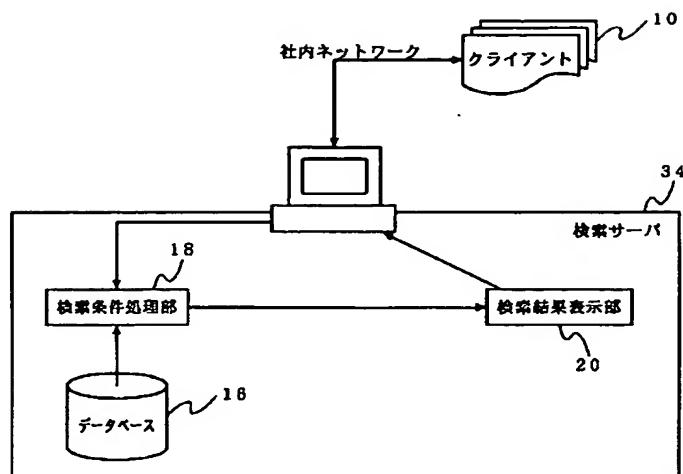 10
社内ネットワーク
クライアント
34
検索サーバ
18
検索条件処理部
検索結果表示部
20
データベース
16